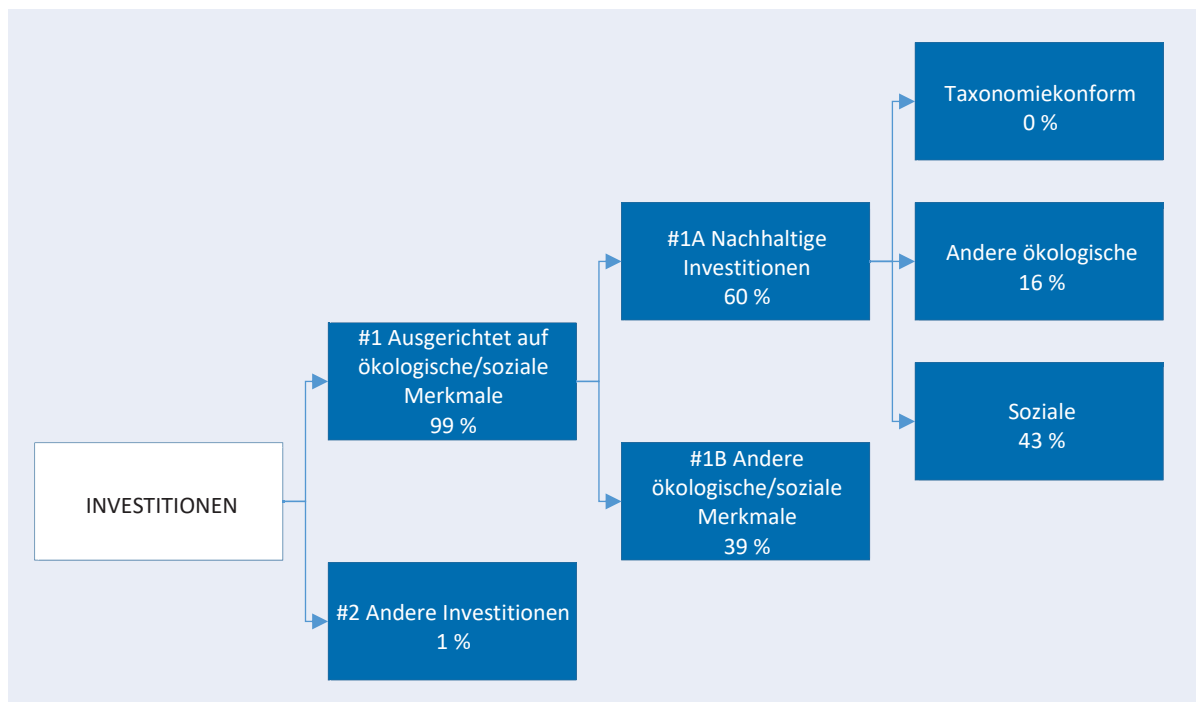 INVESTITIONEN
#1 Ausgerichtet auf
ökologische/soziale
Merkmale
99 %
#2 Andere Investitionen
1 %
#1A Nachhaltige
Investitionen
60 %
#1B Andere
ökologische/soziale
Merkmale
39 %
Taxonomiekonform
0 %
Andere ökologische
16 %
Soziale
43 %